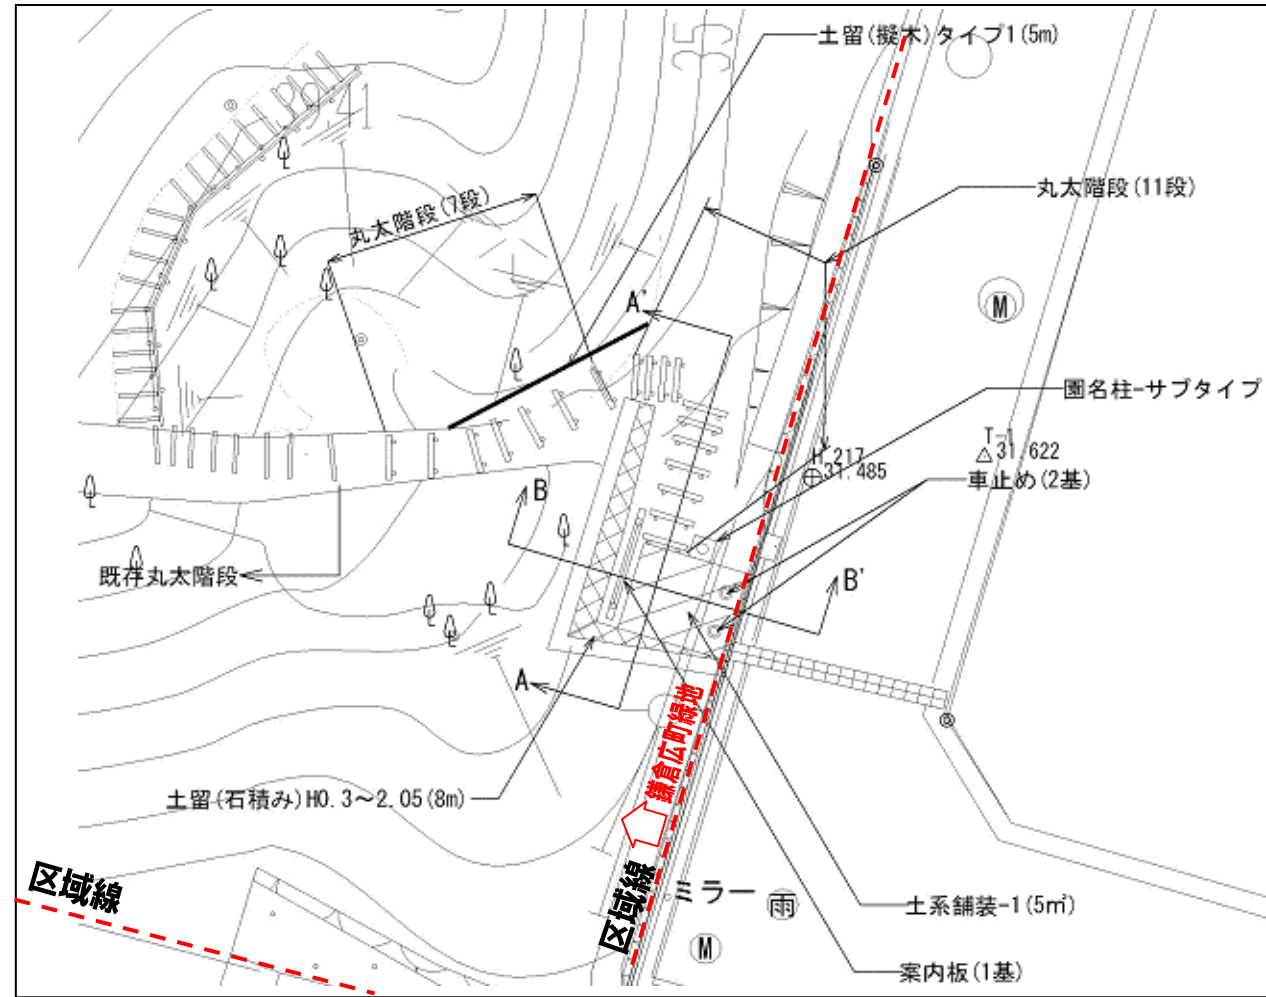 土留(擬木)タイプ1(5m)
丸太階段(11段)
丸太階段(7段)
A'
M
園名柱-サブタイプ
T-1
△31.622
H.217
31.485
車止め(2基)
B
B'
既存丸太階段
A
鎌倉広町緑地
土留(石積み)H0.3～2.05(8m)
区域線
区域線
ミラー
雨
土系舗装-1(5㎡)
M
案内板(1基)